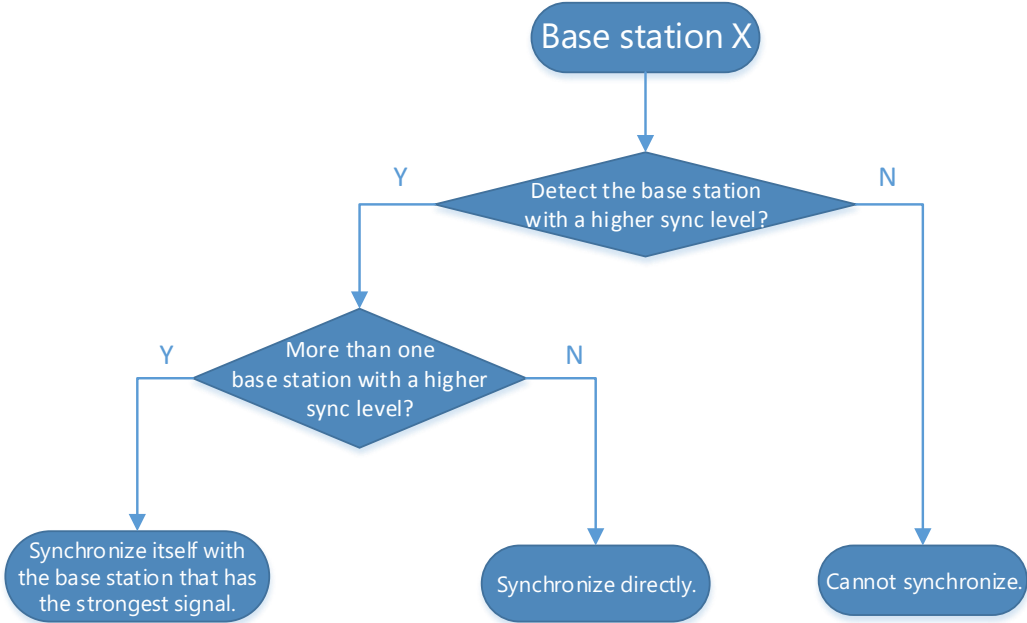 Base station X
Y
N
Detect the base station
with a higher sync level?
Y
N
More than one
base station with a higher
sync level?
Synchronize itself with
the base station that has
the strongest signal.
Synchronize directly.
Cannot synchronize.